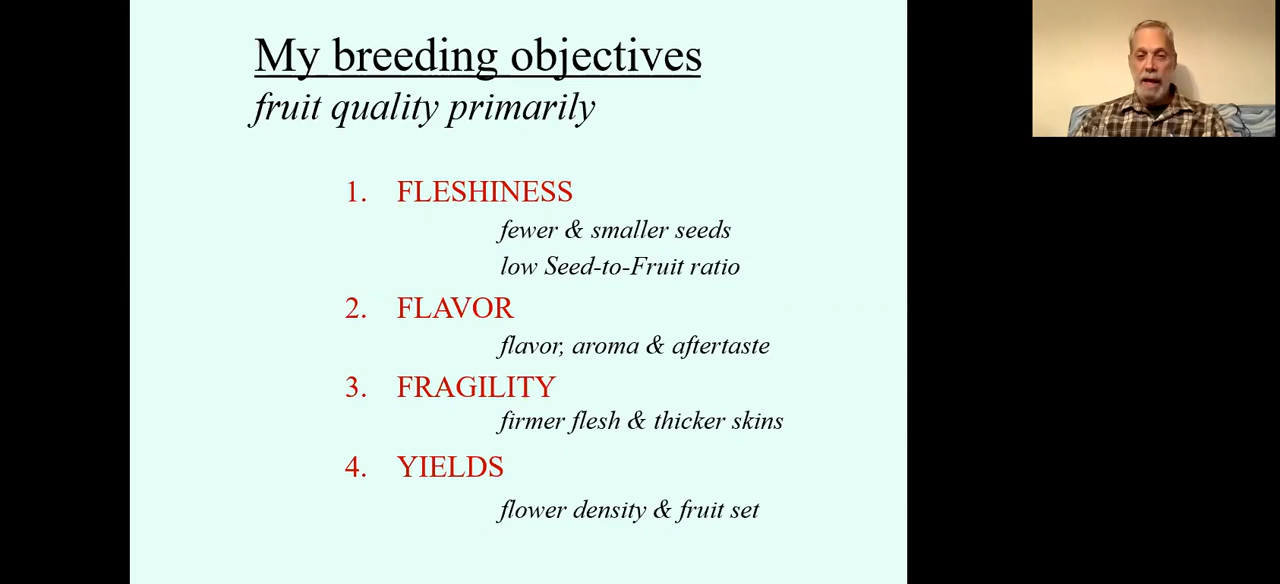 My breeding objectives
fruit quality primarily
1. FLESHINESS
fewer & smaller seeds
low Seed-to-Fruit ratio
2. FLAVOR
flavor, aroma & aftertaste
3. FRAGILITY
firmer flesh & thicker skins
4. YIELDS
flower density & fruit set